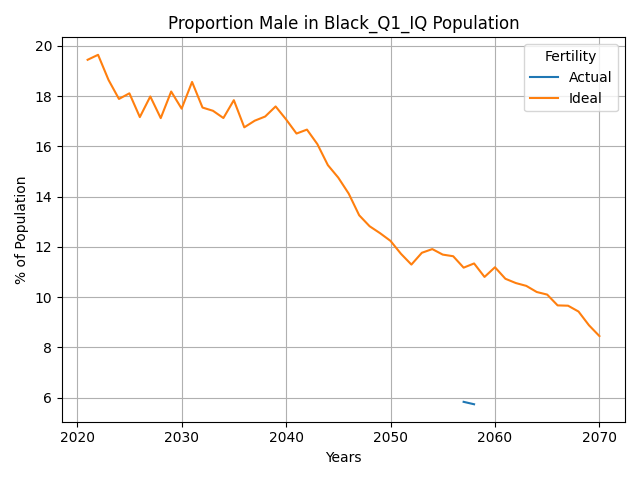 Proportion Male in Black_Q1_IQ Population
Fertility
Actual
Ideal
% of Population
20
18
16
14
12
10
8
6
2020
2030
2040
2050
2060
2070
Years